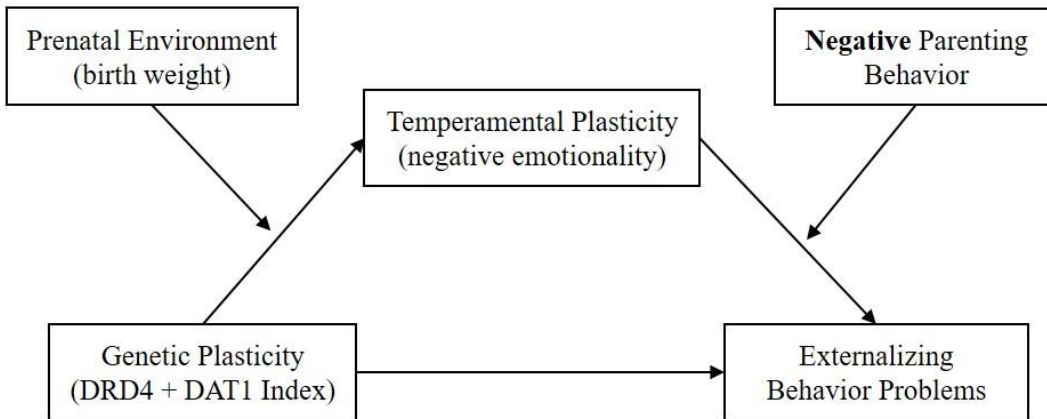 Prenatal Environment
(birth weight)
Negative Parenting
Behavior
Temperamental Plasticity
(negative emotionality)
Genetic Plasticity
(DRD4 + DAT1 Index)
Externalizing
Behavior Problems